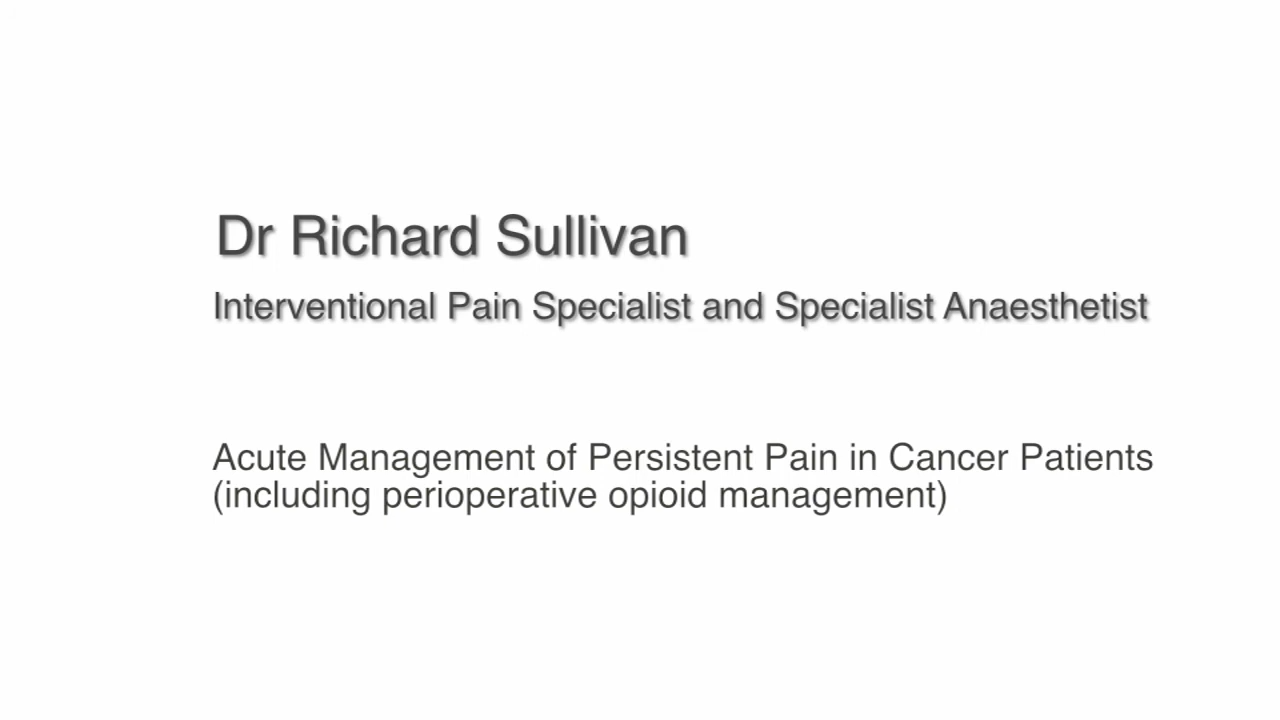 Dr Richard Sullivan
Interventional Pain Specialist and Specialist Anaesthetist
Acute Management of Persistent Pain in Cancer Patients
(including perioperative opioid management)